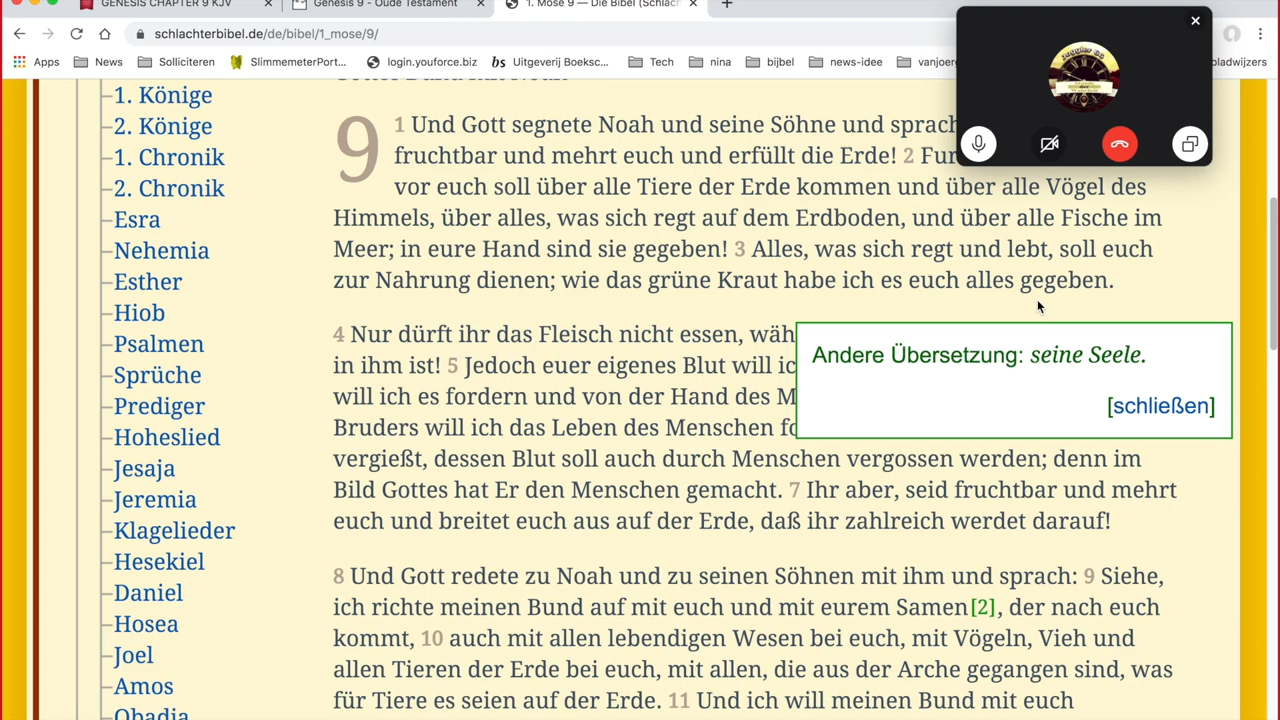 GENESIS CHAPTER 9 KJV
Genesis 9 - Oude Testament
1. Mose 9 — Die Bibel (Schlach
schlachterbibel.de/de/bibel/1_mose/9/
Apps
News
Solliciteren
SlimmemeterPort...
login.youforce.biz
bs Uitgeverij Boeksc...
Tech
nina
bijbel
news-idee
vanjoerg
oladwijzers
1. Könige
2. Könige
1. Chronik
2. Chronik
Esra
Nehemia
Esther
Hiob
Psalmen
Sprüche
Prediger
Hoheslied
Jesaja
Jeremia
Klagelieder
Hesekiel
Daniel
Hosea
Joel
Amos
Obadja
9
1 Und Gott segnete Noah und seine Söhne und sprach
fruchtbar und mehrt euch und erfüllt die Erde! 2 Fur
vor euch soll über alle Tiere der Erde kommen und über alle Vögel des
Himmels, über alles, was sich regt auf dem Erdboden, und über alle Fische im
Meer; in eure Hand sind sie gegeben! 3 Alles, was sich regt und lebt, soll euch
zur Nahrung dienen; wie das grüne Kraut habe ich es euch alles gegeben.
4 Nur dürft ihr das Fleisch nicht essen, wäh
in ihm ist! 5 Jedoch euer eigenes Blut will ic
will ich es fordern und von der Hand des M
Bruders will ich das Leben des Menschen fo
vergießt, dessen Blut soll auch durch Menschen vergossen werden; denn im
Bild Gottes hat Er den Menschen gemacht. 7 Ihr aber, seid fruchtbar und mehrt
euch und breitet euch aus auf der Erde, daß ihr zahlreich werdet darauf!
8 Und Gott redete zu Noah und zu seinen Söhnen mit ihm und sprach: 9 Siehe,
ich richte meinen Bund auf mit euch und mit eurem Samen[2], der nach euch
kommt, 10 auch mit allen lebendigen Wesen bei euch, mit Vögeln, Vieh und
allen Tieren der Erde bei euch, mit allen, die aus der Arche gegangen sind, was
für Tiere es seien auf der Erde. 11 Und ich will meinen Bund mit euch
Andere Übersetzung: seine Seele.
[schließen]